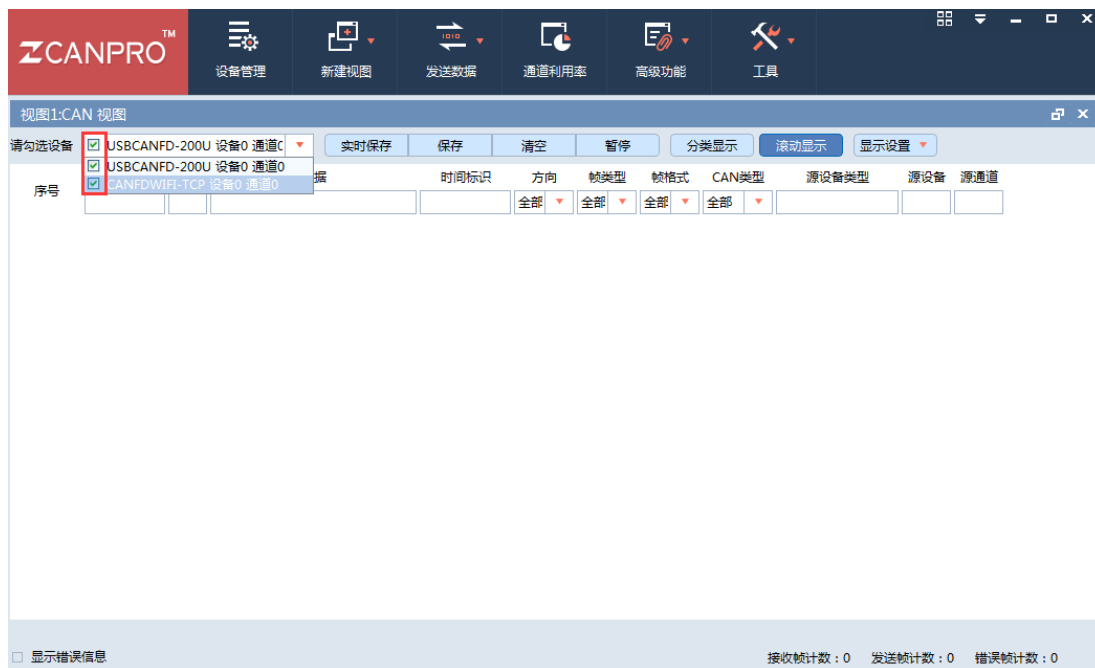 ZCANPRO™
设备管理 新建视图 发送数据 通道利用率 高级功能 工具
视图1:CAN 视图
请勾选设备 USBCANFD-200U 设备0 通道 实时保存 保存 清空 暂停 分类显示 滚动显示 显示设置
USBCANFD-200U 设备0 通道0
CANFDWIFI-TCP 设备0 通道0
序号 据 时间标识 方向 帧类型 帧格式 CAN类型 源设备类型 源设备 源通道
全部 全部 全部 全部
显示错误信息 接收帧计数：0 发送帧计数：0 错误帧计数：0